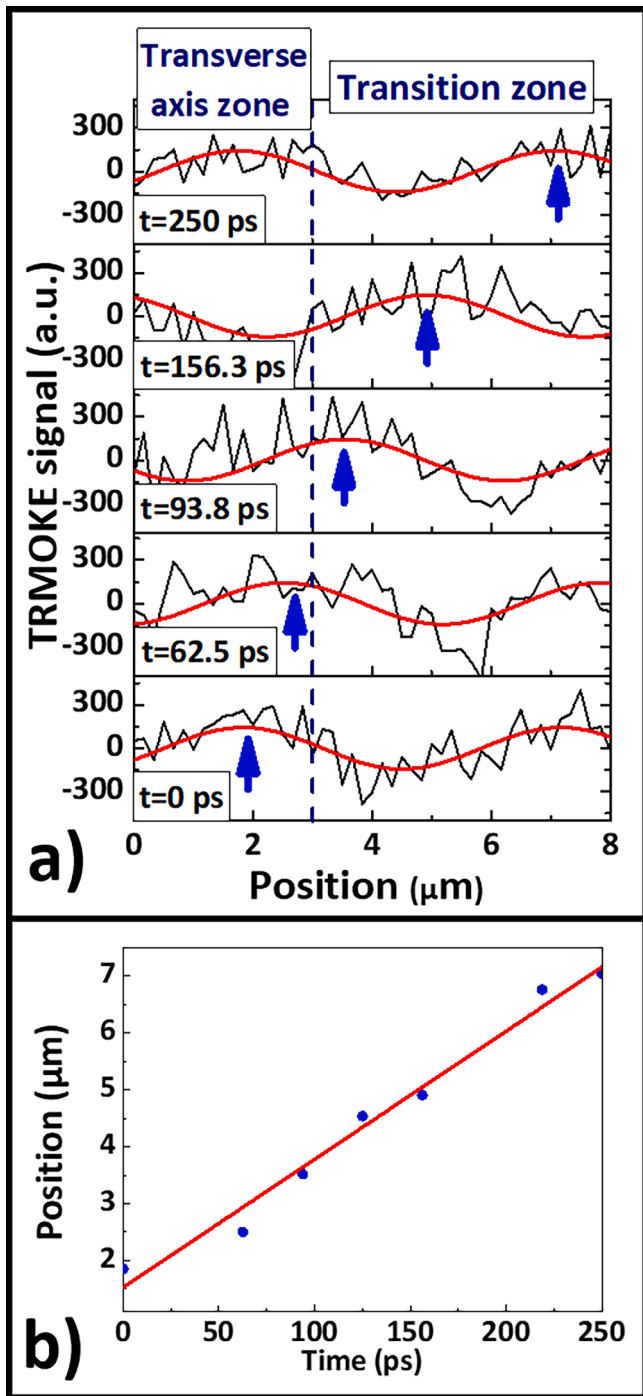 Transverse
axis zone
Transition zone
TRMOKE signal (a.u.)
300
0
-300
t=250 ps
300
0
-300
t=156.3 ps
300
0
-300
t=93.8 ps
300
0
-300
t=62.5 ps
300
0
-300
t=0 ps
0 2 4 6 8
Position (μm)
a)
Position (μm)
7
6
5
4
3
2
0 50 100 150 200 250
Time (ps)
b)